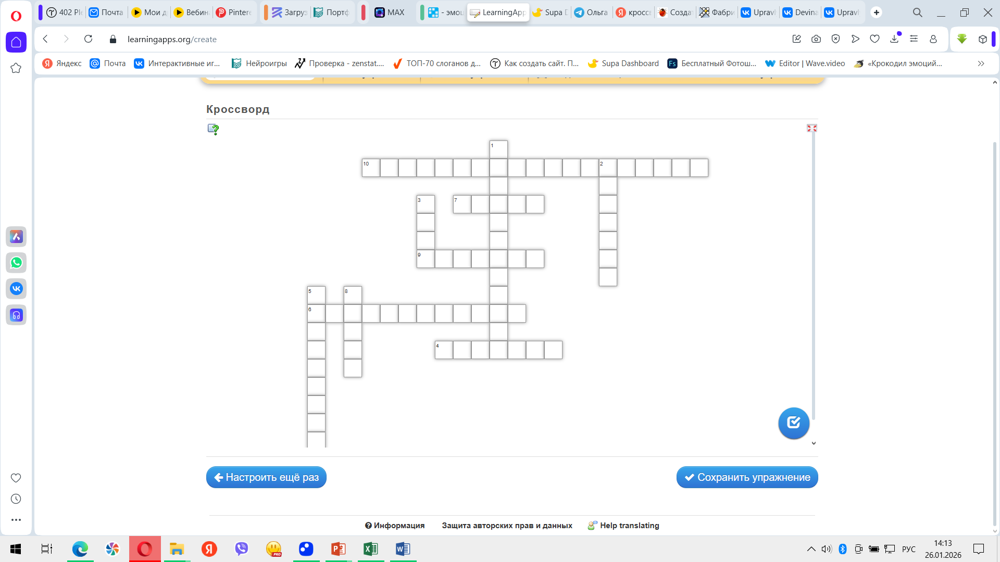 402 Ple
Почта
Мои д
Вебин
Pintere
Загруз
Портф
MAX
- эмоц
LearningApp
Supa D
Ольга
кроссв
Создат
Фабри
Upravl
Devina
Upravl
learningapps.org/create
Яндекс
Почта
Интерактивные иг...
Нейроигры
Проверка - zenstat....
ТОП-70 слоганов д...
Как создать сайт. П...
Supa Dashboard
Бесплатный Фотош...
Editor | Wave.video
«Крокодил эмоций...
Кроссворд
1
10
2
3
7
9
5
8
6
4
Настроить ещё раз
Сохранить упражнение
Информация
Защита авторских прав и данных
Help translating
РУС
14:13
26.01.2026